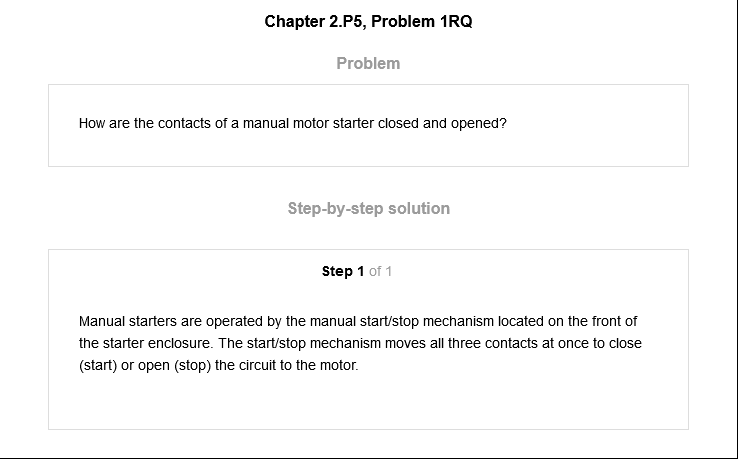 Chapter 2.P5, Problem 1RQ
Problem
How are the contacts of a manual motor starter closed and opened?
Step-by-step solution
Step 1 of 1
Manual starters are operated by the manual start/stop mechanism located on the front of
the starter enclosure. The start/stop mechanism moves all three contacts at once to close
(start) or open (stop) the circuit to the motor.